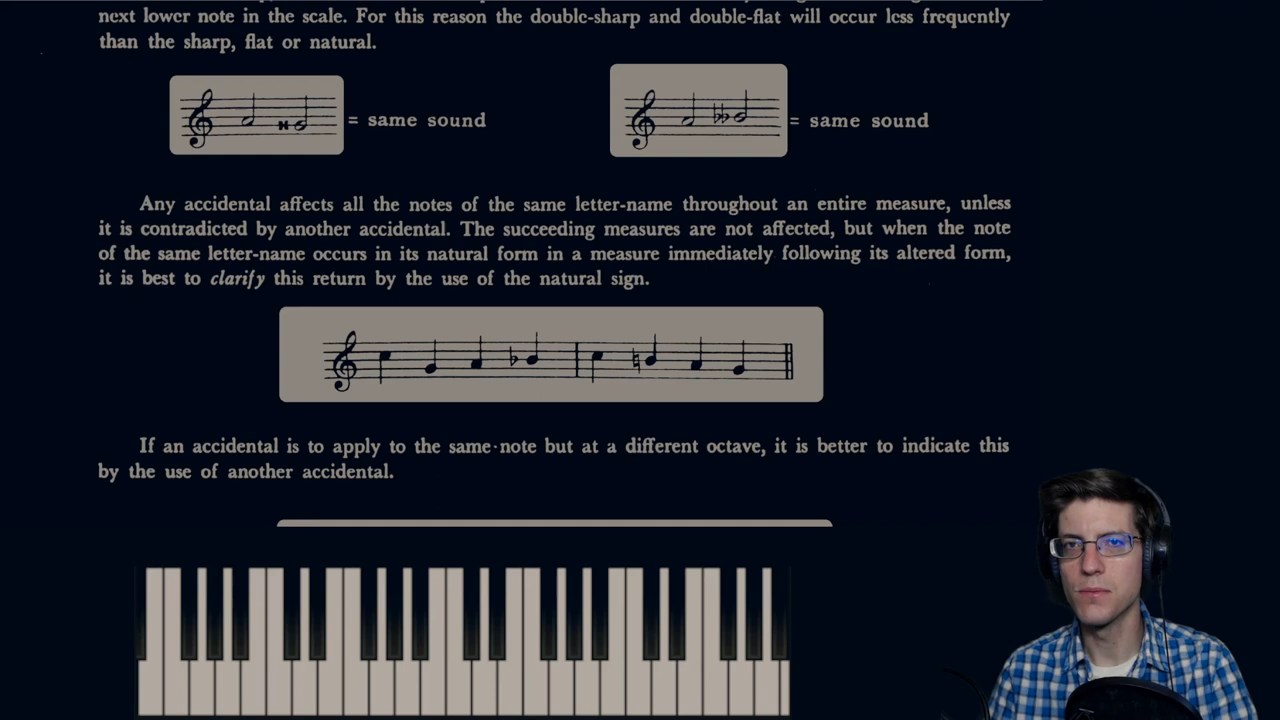 next lower note in the scale. For this reason the double-sharp and double-flat will occur less frequently
than the sharp, flat or natural.
= same sound
= same sound
Any accidental affects all the notes of the same letter-name throughout an entire measure, unless
it is contradicted by another accidental. The succeeding measures are not affected, but when the note
of the same letter-name occurs in its natural form in a measure immediately following its altered form,
it is best to clarify this return by the use of the natural sign.
If an accidental is to apply to the same note but at a different octave, it is better to indicate this
by the use of another accidental.